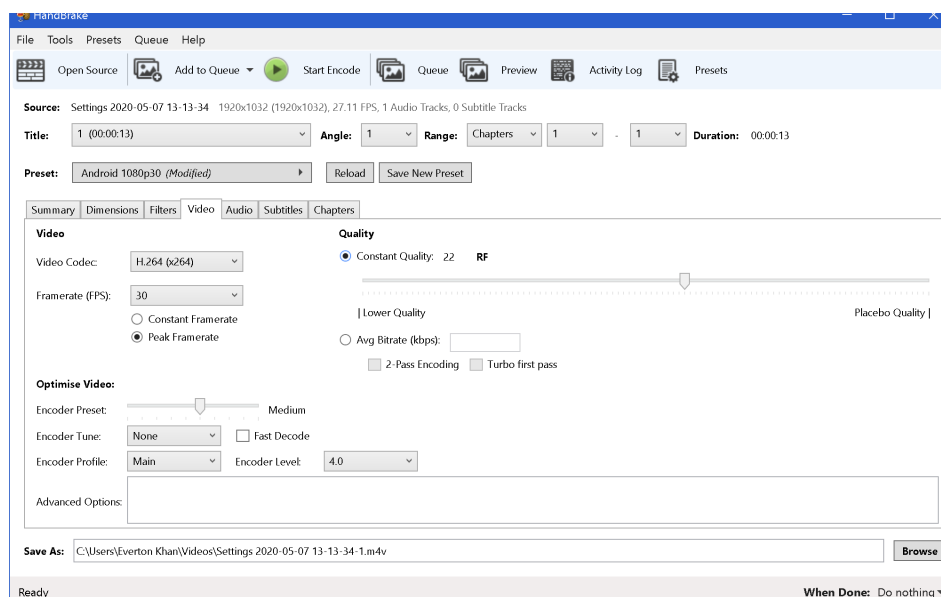 HandBrake
File Tools Presets Queue Help
Open Source Add to Queue Start Encode Queue Preview Activity Log Presets
Source: Settings 2020-05-07 13-13-34 1920x1032 (1920x1032), 27.11 FPS, 1 Audio Tracks, 0 Subtitle Tracks
Title: 1 (00:00:13) Angle: 1 Range: Chapters 1 - 1 Duration: 00:00:13
Preset: Android 1080p30 (Modified) Reload Save New Preset
Summary Dimensions Filters Video Audio Subtitles Chapters
Video Quality
Constant Quality: 22 RF
Video Codec: H.264 (x264)
Framerate (FPS): 30
| Lower Quality Placebo Quality |
Constant Framerate
Peak Framerate
Avg Bitrate (kbps):
2-Pass Encoding Turbo first pass
Optimise Video:
Encoder Preset: Medium
Encoder Tune: None Fast Decode
Encoder Profile: Main Encoder Level: 4.0
Advanced Options:
Save As: C:\Users\Everton Khan\Videos\Settings 2020-05-07 13-13-34-1.m4v Browse
Ready When Done: Do nothing